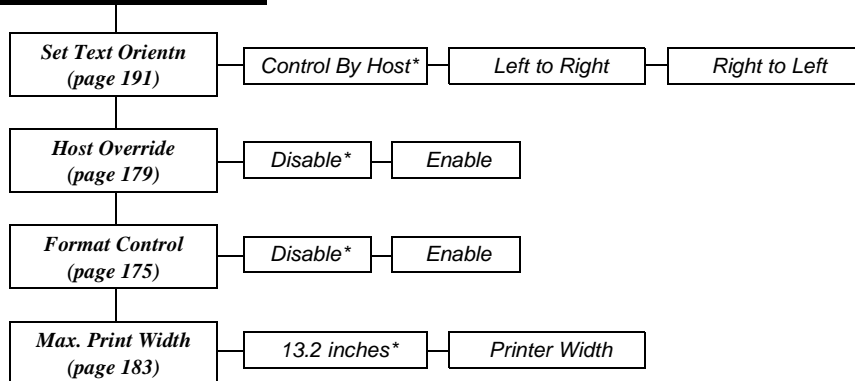 Set Text Orientn
(page 191)
Control By Host*
Left to Right
Right to Left
Host Override
(page 179)
Disable*
Enable
Format Control
(page 175)
Disable*
Enable
Max. Print Width
(page 183)
13.2 inches*
Printer Width